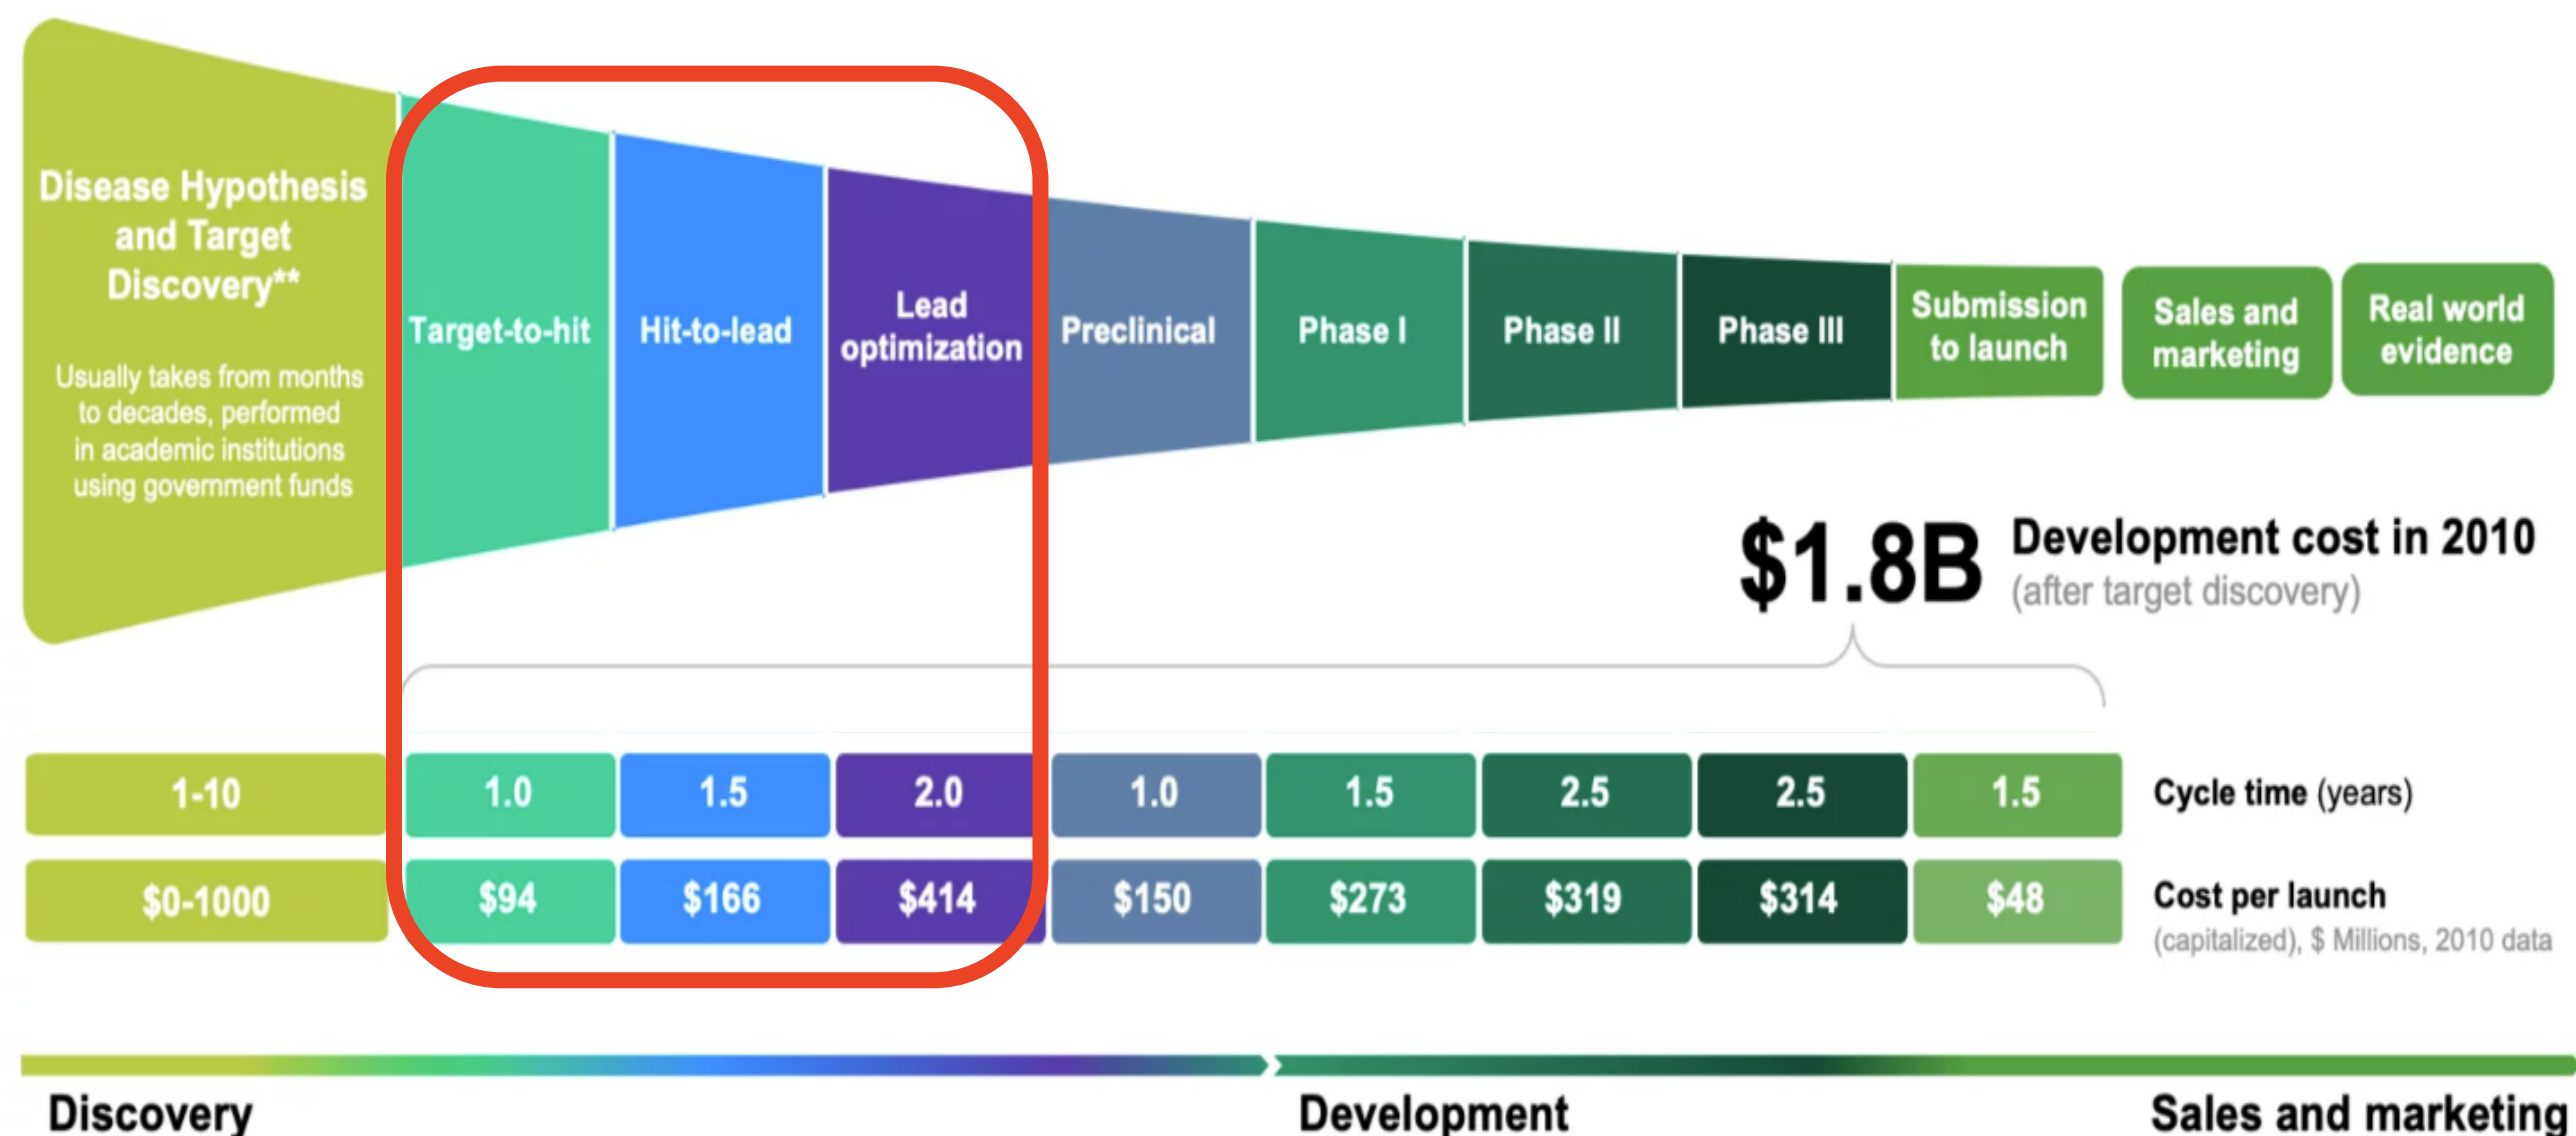 Disease Hypothesis
and Target
Discovery**
Usually takes from months
to decades, performed
in academic institutions
using government funds
Target-to-hit
Hit-to-lead
Lead
optimization
Preclinical
Phase I
Phase II
Phase III
Submission
to launch
Sales and
marketing
Real world
evidence
$1.8B
Development cost in 2010
(after target discovery)
1-10
1.0
1.5
2.0
1.0
1.5
2.5
2.5
1.5
Cycle time (years)
$0-1000
$94
$166
$414
$150
$273
$319
$314
$48
Cost per launch
(capitalized), $ Millions, 2010 data
Discovery
Development
Sales and marketing